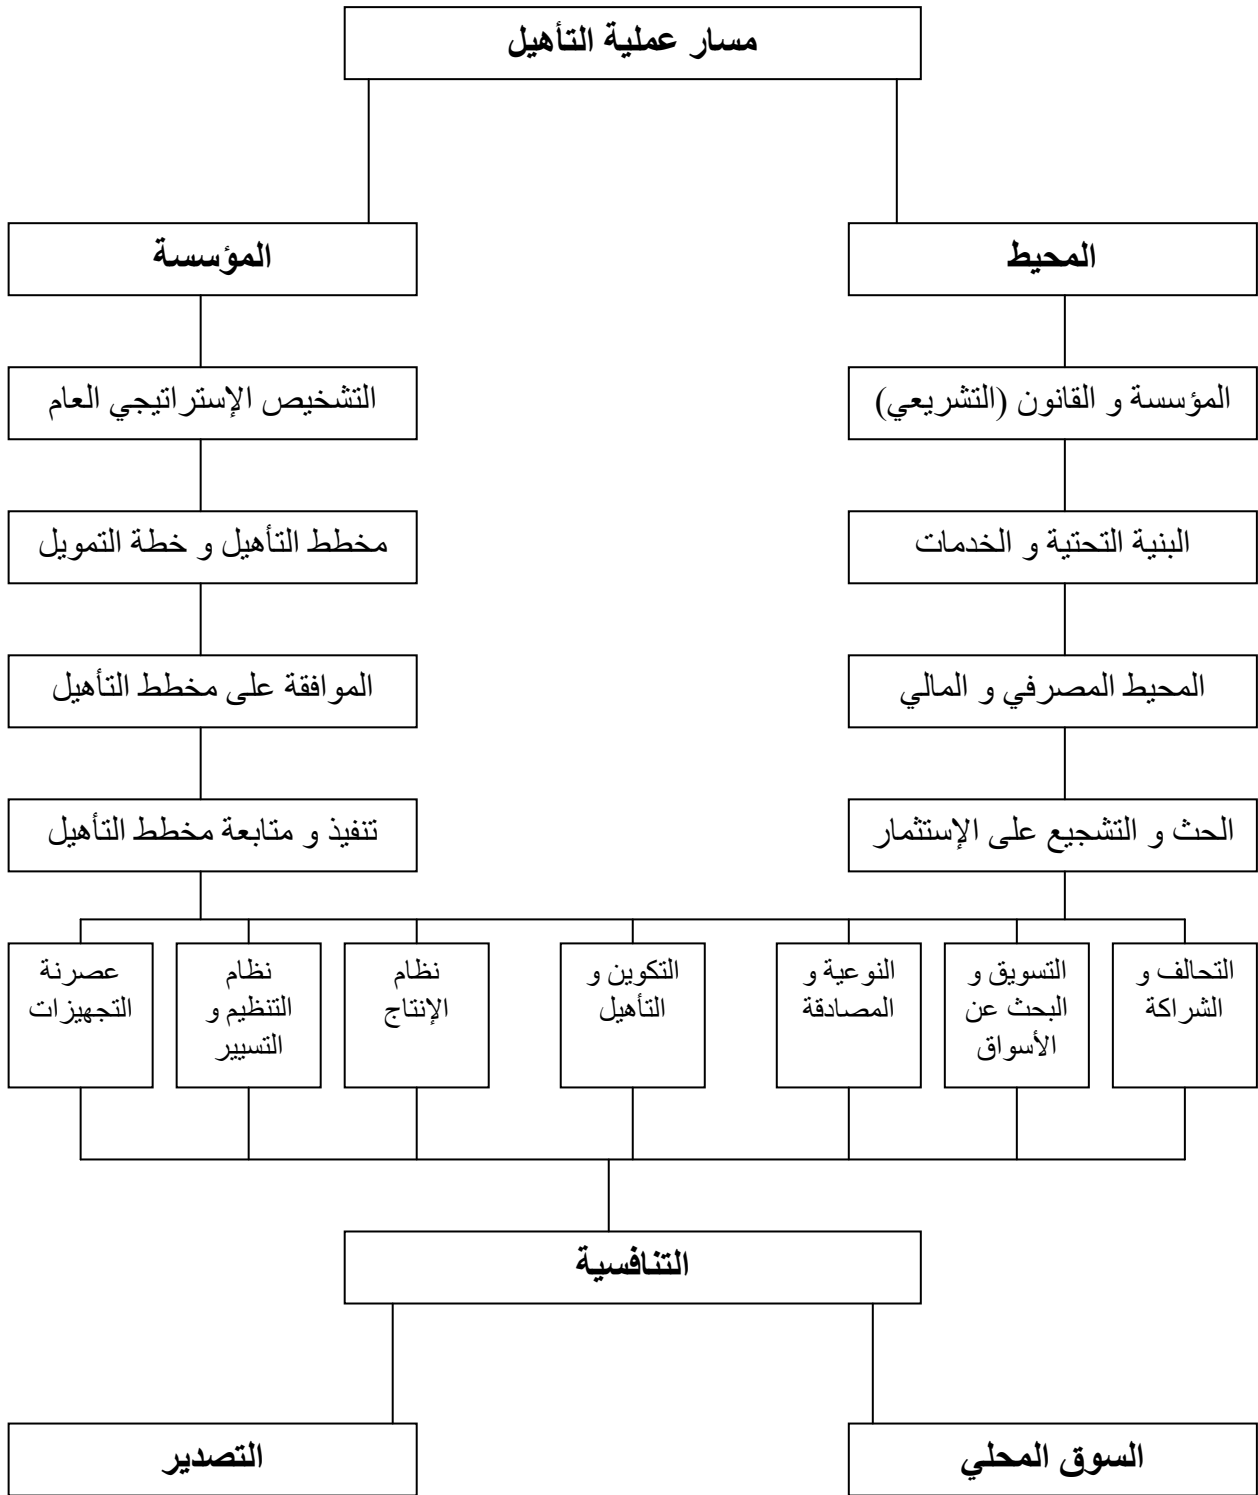 مسار عملية التأهيل
المحيط
المؤسسة
المؤسسة و القانون (التشريعي)
التشخيص الإستراتيجي العام
البنية التحتية و الخدمات
مخطط التأهيل و خطة التمويل
المحيط المصرفي و المالي
الموافقة على مخطط التأهيل
الحث و التشجيع على الإستثمار
تنفيذ و متابعة مخطط التأهيل
التحالف و
الشراكة
التسويق و
البحث عن
الأسواق
النوعية و
المصادقة
التكوين و
التأهيل
نظام
الإنتاج
نظام
التنظيم و
التسيير
عصرنة
التجهيزات
التنافسية
السوق المحلي
التصدير